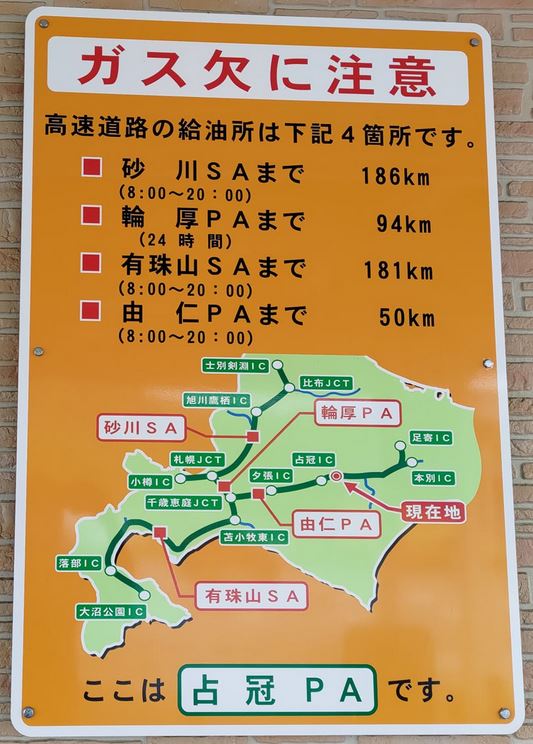 ガス欠に注意
高速道路の給油所は下記4箇所です。
砂川SAまで 186km
(8:00～20:00)
輪厚PAまで 94km
(24時間)
有珠山SAまで 181km
(8:00～20:00)
由仁PAまで 50km
(8:00～20:00)
士別剣淵IC
比布JCT
旭川鷹栖IC
輪厚PA
砂川SA
足寄IC
札幌JCT
占冠IC
夕張IC
本別IC
小樽IC
千歳恵庭JCT
現在地
由仁PA
苫小牧東IC
落部IC
有珠山SA
大沼公園IC
ここは 占冠PA です。